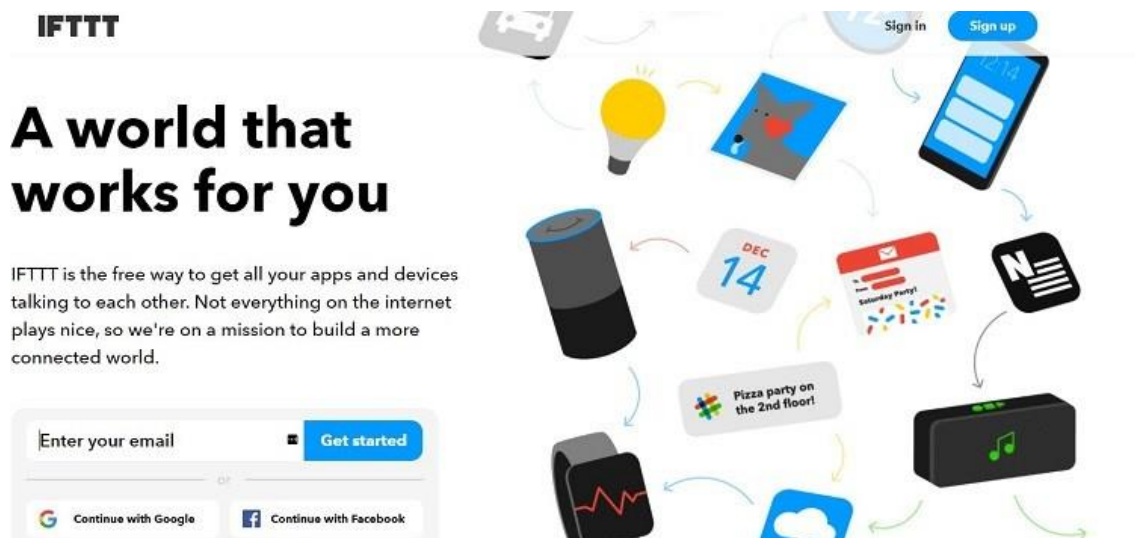 IFTTT
Sign in
Sign up
A world that
works for you
IFTTT is the free way to get all your apps and devices
talking to each other. Not everything on the internet
plays nice, so we're on a mission to build a more
connected world.
Enter your email
Get started
or
Continue with Google
Continue with Facebook
12:14
DEC
14
Saturday Party!
N
Pizza party on
the 2nd floor!